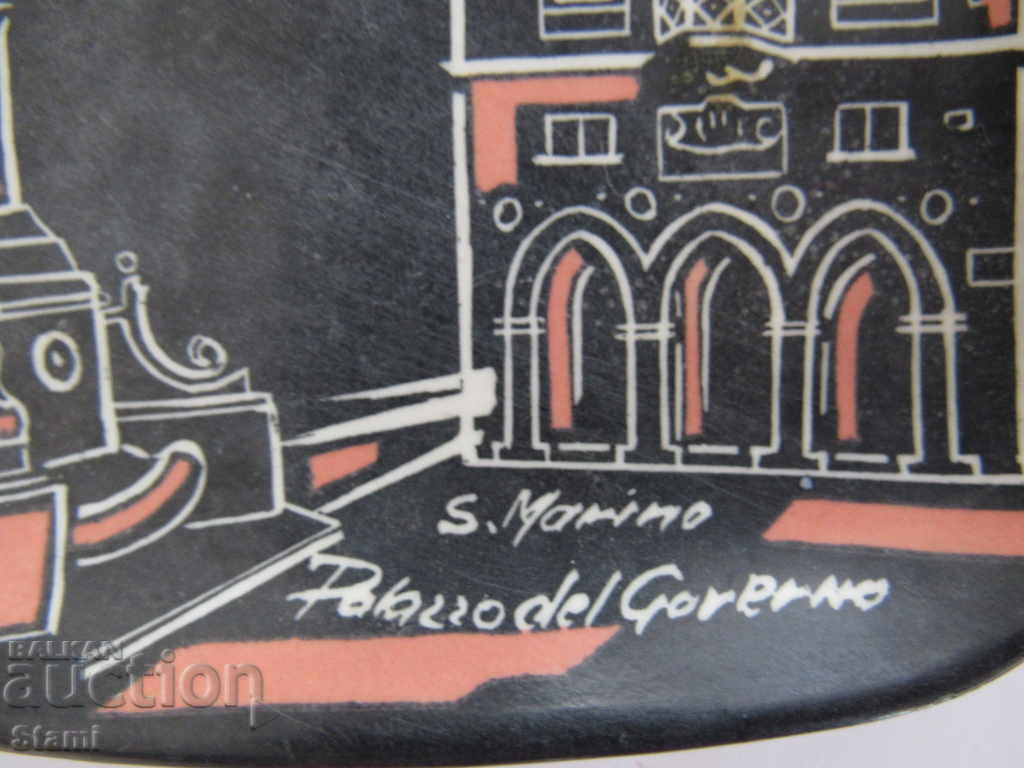 S. Marino
Palazzo del Governo
BALKAN
auction
Stami